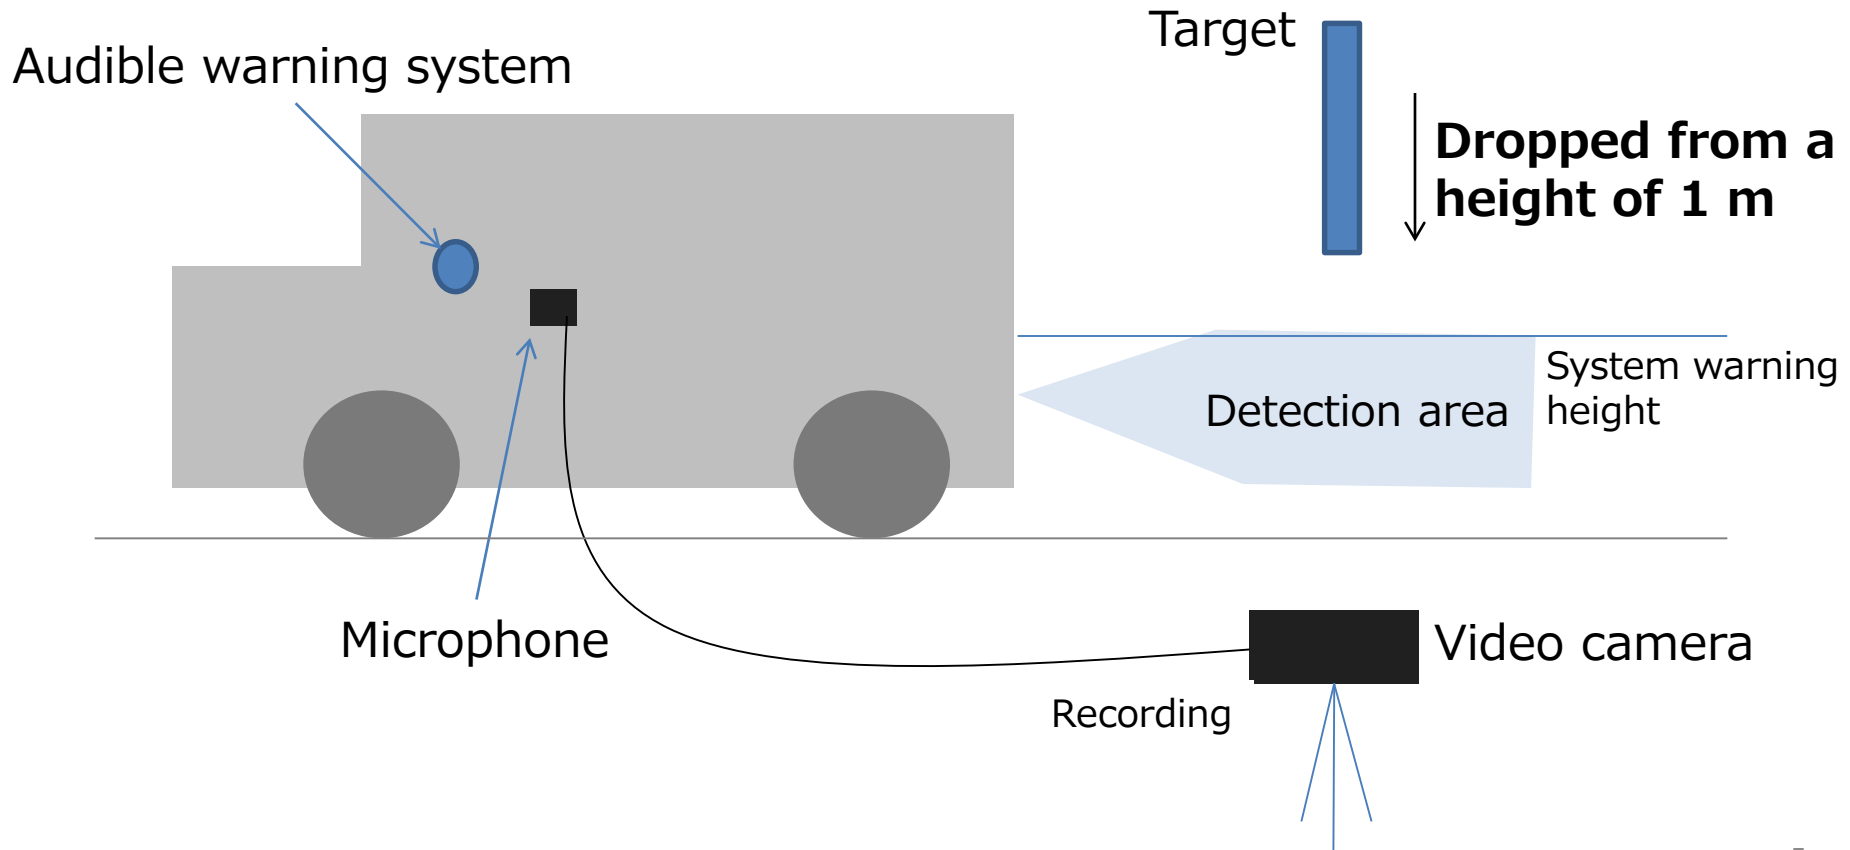 Target
Audible warning system
Dropped from a
height of 1 m
System warning
height
Detection area
Microphone
Video camera
Recording